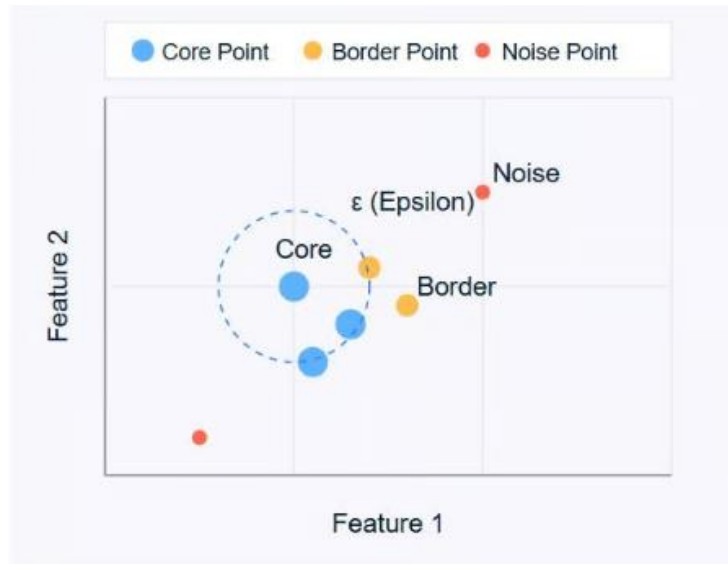 Core Point Border Point Noise Point
Noise
ε (Epsilon)
Core
Border
Feature 2
Feature 1